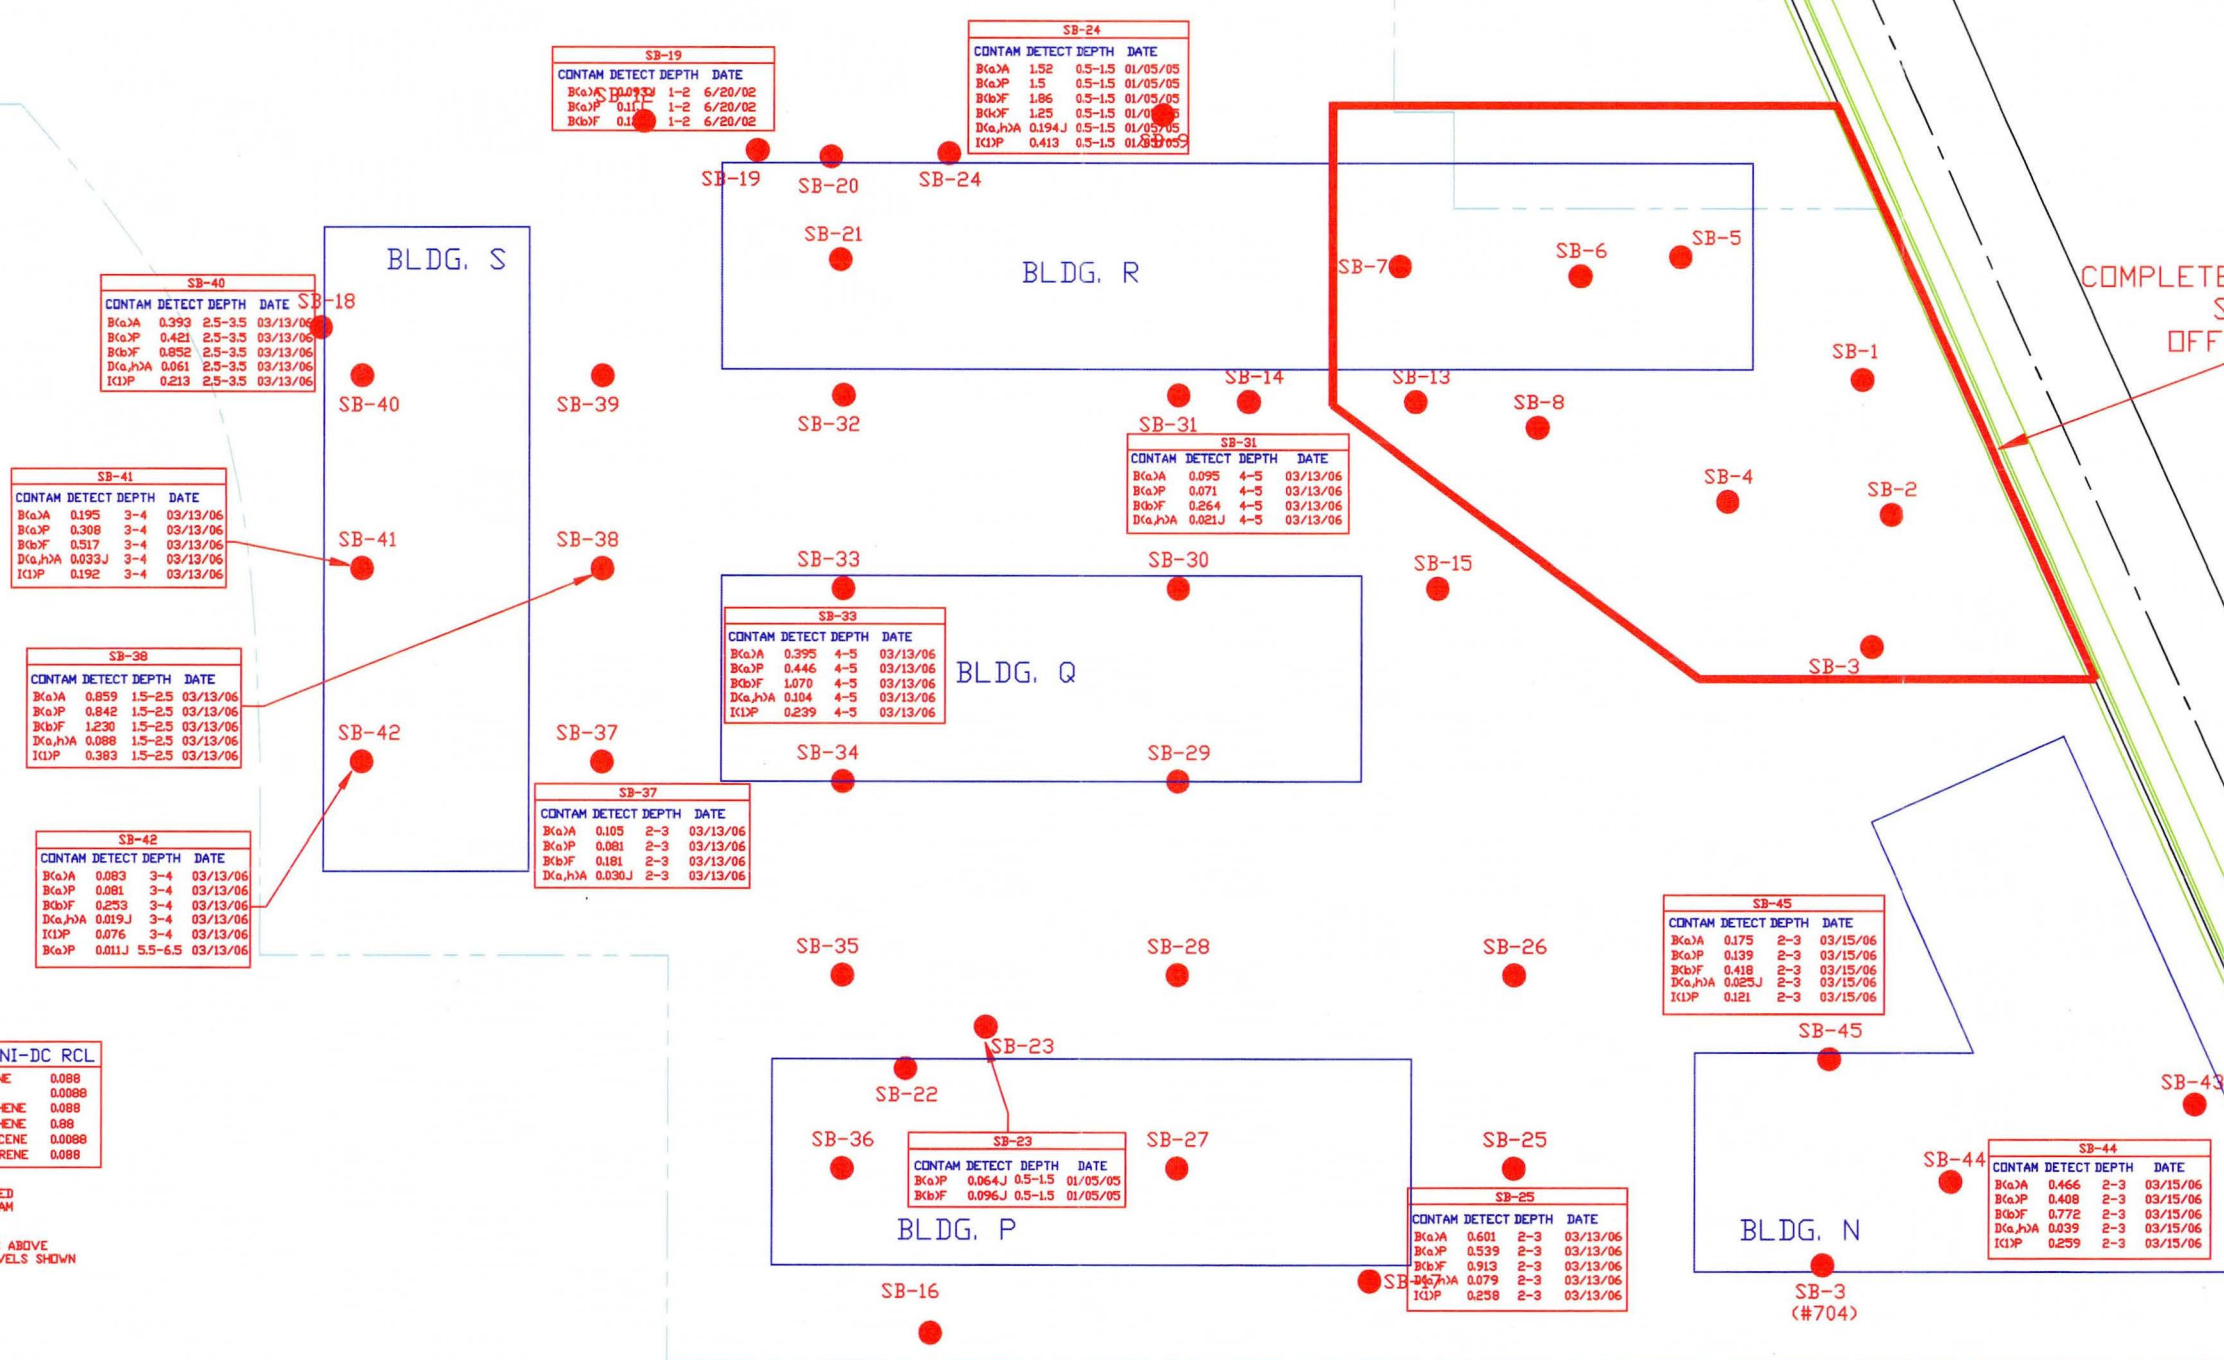 SB-19
CONTAM DETECT DEPTH DATE
B(a)A 0.093J 1-2 6/20/02
B(a)P 1-2 6/20/02
B(b)F 1-2 6/20/02
SB-24
CONTAM DETECT DEPTH DATE
B(a)A 1.52 0.5-1.5 01/05/05
B(a)P 1.5 0.5-1.5 01/05/05
B(b)F 1.86 0.5-1.5 01/05/05
B(k)F 1.25 0.5-1.5
D(a,h)A 0.194J 0.5-1.5 01/05/05
I(1)P 0.413 0.5-1.5 01/05/05
SB-9
SB-19
SB-20
SB-24
SB-21
BLDG. R
SB-7
SB-6
SB-5
BLDG. S
COMPLETE
S
OFF
SB-40
CONTAM DETECT DEPTH DATE
B(a)A 0.393 2.5-3.5 03/13/06
B(a)P 0.421 2.5-3.5 03/13/06
B(b)F 0.852 2.5-3.5 03/13/06
D(a,h)A 0.061 2.5-3.5 03/13/06
I(1)P 0.213 2.5-3.5 03/13/06
SB-18
SB-40
SB-39
SB-32
SB-31
SB-14
SB-13
SB-8
SB-1
SB-31
CONTAM DETECT DEPTH DATE
B(a)A 0.095 4-5 03/13/06
B(a)P 0.071 4-5 03/13/06
B(b)F 0.264 4-5 03/13/06
D(a,h)A 0.021J 4-5 03/13/06
SB-4
SB-2
SB-41
CONTAM DETECT DEPTH DATE
B(a)A 0.195 3-4 03/13/06
B(a)P 0.308 3-4 03/13/06
B(b)F 0.517 3-4 03/13/06
D(a,h)A 0.033J 3-4 03/13/06
I(1)P 0.192 3-4 03/13/06
SB-41
SB-38
SB-33
SB-30
SB-15
SB-3
SB-33
CONTAM DETECT DEPTH DATE
B(a)A 0.395 4-5 03/13/06
B(a)P 0.446 4-5 03/13/06
B(b)F 1.070 4-5 03/13/06
D(a,h)A 0.104 4-5 03/13/06
I(1)P 0.239 4-5 03/13/06
BLDG. Q
SB-38
CONTAM DETECT DEPTH DATE
B(a)A 0.859 1.5-2.5 03/13/06
B(a)P 0.842 1.5-2.5 03/13/06
B(b)F 1.230 1.5-2.5 03/13/06
D(a,h)A 0.088 1.5-2.5 03/13/06
I(1)P 0.383 1.5-2.5 03/13/06
SB-42
SB-37
SB-34
SB-29
SB-37
CONTAM DETECT DEPTH DATE
B(a)A 0.105 2-3 03/13/06
B(a)P 0.081 2-3 03/13/06
B(b)F 0.181 2-3 03/13/06
D(a,h)A 0.030J 2-3 03/13/06
SB-42
CONTAM DETECT DEPTH DATE
B(a)A 0.083 3-4 03/13/06
B(a)P 0.081 3-4 03/13/06
B(b)F 0.253 3-4 03/13/06
D(a,h)A 0.019J 3-4 03/13/06
I(1)P 0.076 3-4 03/13/06
B(a)P 0.011J 5.5-6.5 03/13/06
SB-35
SB-28
SB-26
SB-45
CONTAM DETECT DEPTH DATE
B(a)A 0.175 2-3 03/15/06
B(a)P 0.139 2-3 03/15/06
B(b)F 0.418 2-3 03/15/06
D(a,h)A 0.025J 2-3 03/15/06
I(1)P 0.121 2-3 03/15/06
SB-45
SB-43
NI-DC RCL
NE 0.088
0.0088
HENE 0.088
HENE 0.88
CENE 0.0088
RENE 0.088
ED
AM
ABOVE
VELS SHOWN
SB-23
SB-22
SB-36
SB-27
SB-25
SB-23
CONTAM DETECT DEPTH DATE
B(a)P 0.064J 0.5-1.5 01/05/05
B(b)F 0.096J 0.5-1.5 01/05/05
BLDG. P
SB-25
CONTAM DETECT DEPTH DATE
B(a)A 0.601 2-3 03/13/06
B(a)P 0.539 2-3 03/13/06
B(b)F 0.913 2-3 03/13/06
D(a,h)A 0.079 2-3 03/13/06
I(1)P 0.258 2-3 03/13/06
SB-17
SB-16
SB-44
BLDG. N
SB-44
CONTAM DETECT DEPTH DATE
B(a)A 0.466 2-3 03/15/06
B(a)P 0.408 2-3 03/15/06
B(b)F 0.772 2-3 03/15/06
D(a,h)A 0.039 2-3 03/15/06
I(1)P 0.259 2-3 03/15/06
SB-3
(#704)